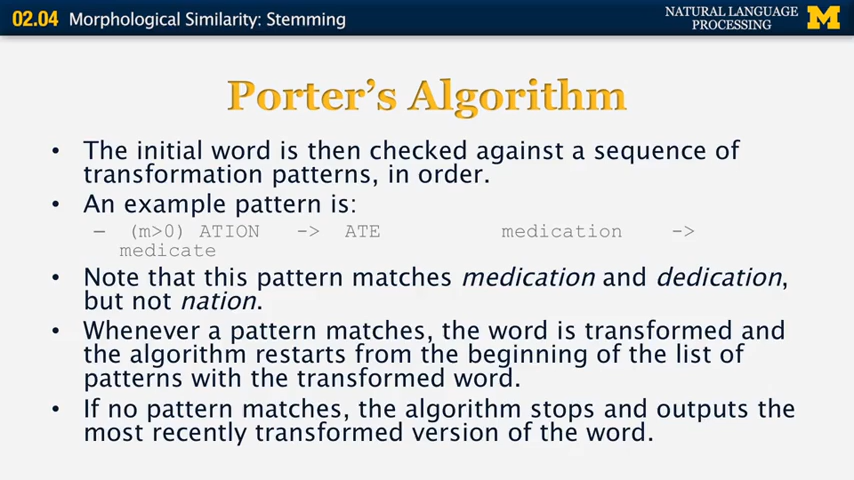 02.04 Morphological Similarity: Stemming
NATURAL LANGUAGE
PROCESSING
M
Porter's Algorithm
• The initial word is then checked against a sequence of
transformation patterns, in order.
• An example pattern is:
– (m>0) ATION -> ATE medication ->
medicate
• Note that this pattern matches medication and dedication,
but not nation.
• Whenever a pattern matches, the word is transformed and
the algorithm restarts from the beginning of the list of
patterns with the transformed word.
• If no pattern matches, the algorithm stops and outputs the
most recently transformed version of the word.